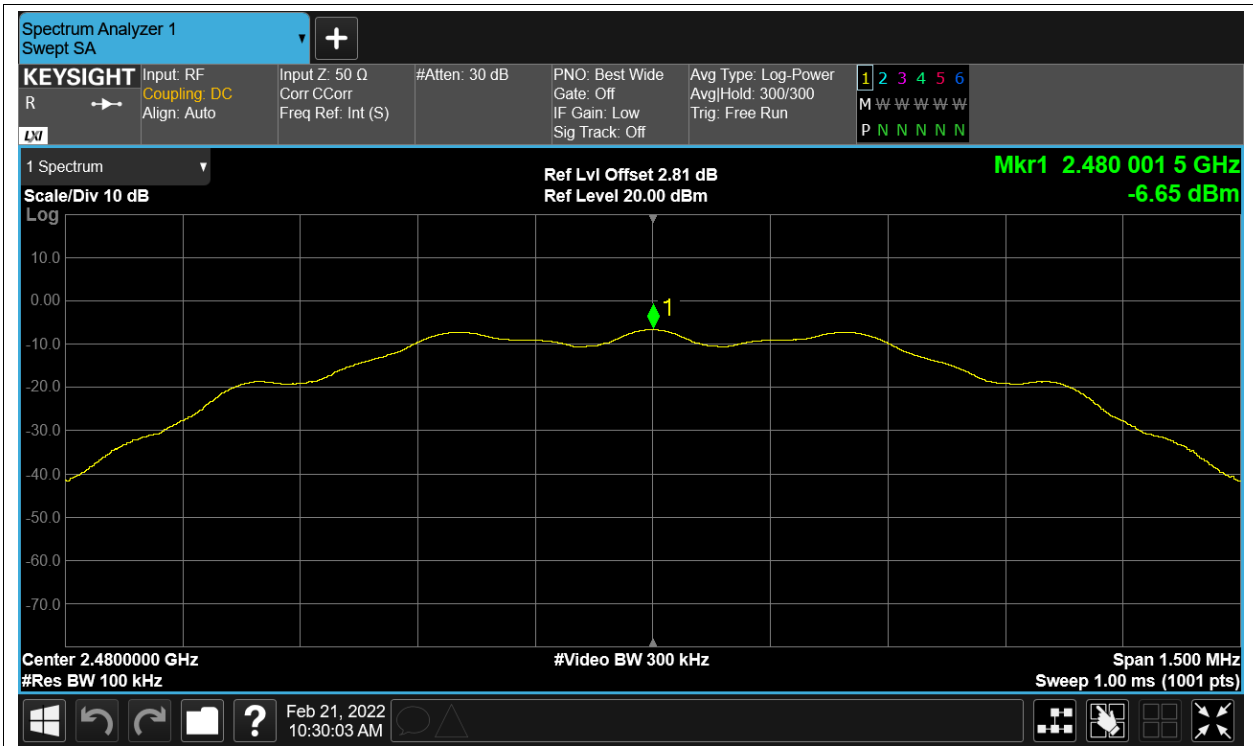 Spectrum Analyzer 1
Swept SA
KEYSIGHT
R
LXI
Input: RF
Coupling: DC
Align: Auto
Input Z: 50 Ω
Corr CCorr
Freq Ref: Int (S)
#Atten: 30 dB
PNO: Best Wide
Gate: Off
IF Gain: Low
Sig Track: Off
Avg Type: Log-Power
Avg|Hold: 300/300
Trig: Free Run
1 2 3 4 5 6
M W W W W W W
P N N N N N N
1 Spectrum
Scale/Div 10 dB
Log
Ref Lvl Offset 2.81 dB
Ref Level 20.00 dBm
Mkr1 2.480 001 5 GHz
-6.65 dBm
10.0
0.00
-10.0
-20.0
-30.0
-40.0
-50.0
-60.0
-70.0
1
Center 2.4800000 GHz
#Res BW 100 kHz
#Video BW 300 kHz
Span 1.500 MHz
Sweep 1.00 ms (1001 pts)
?
Feb 21, 2022
10:30:03 AM